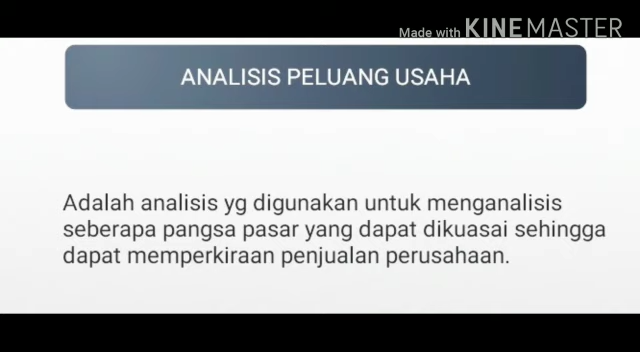 Made with KINEMASTER
ANALISIS PELUANG USAHA
Adalah analisis yg digunakan untuk menganalisis
seberapa pangsa pasar yang dapat dikuasai sehingga
dapat memperkiraan penjualan perusahaan.